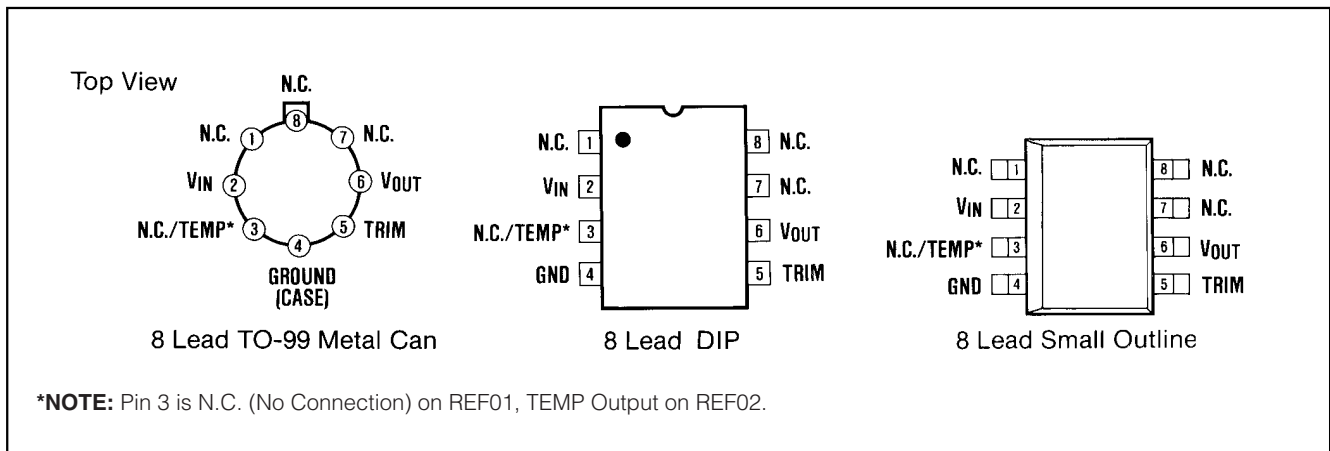 Top View
N.C.
8
N.C. 1
7 N.C.
VIN 2
6 VOUT
N.C./TEMP* 3
5 TRIM
4
GROUND
(CASE)
8 Lead TO-99 Metal Can
N.C. 1
8 N.C.
VIN 2
7 N.C.
N.C./TEMP* 3
6 VOUT
GND 4
5 TRIM
8 Lead DIP
N.C. 1
8 N.C.
VIN 2
7 N.C.
N.C./TEMP* 3
6 VOUT
GND 4
5 TRIM
8 Lead Small Outline
*NOTE: Pin 3 is N.C. (No Connection) on REF01, TEMP Output on REF02.